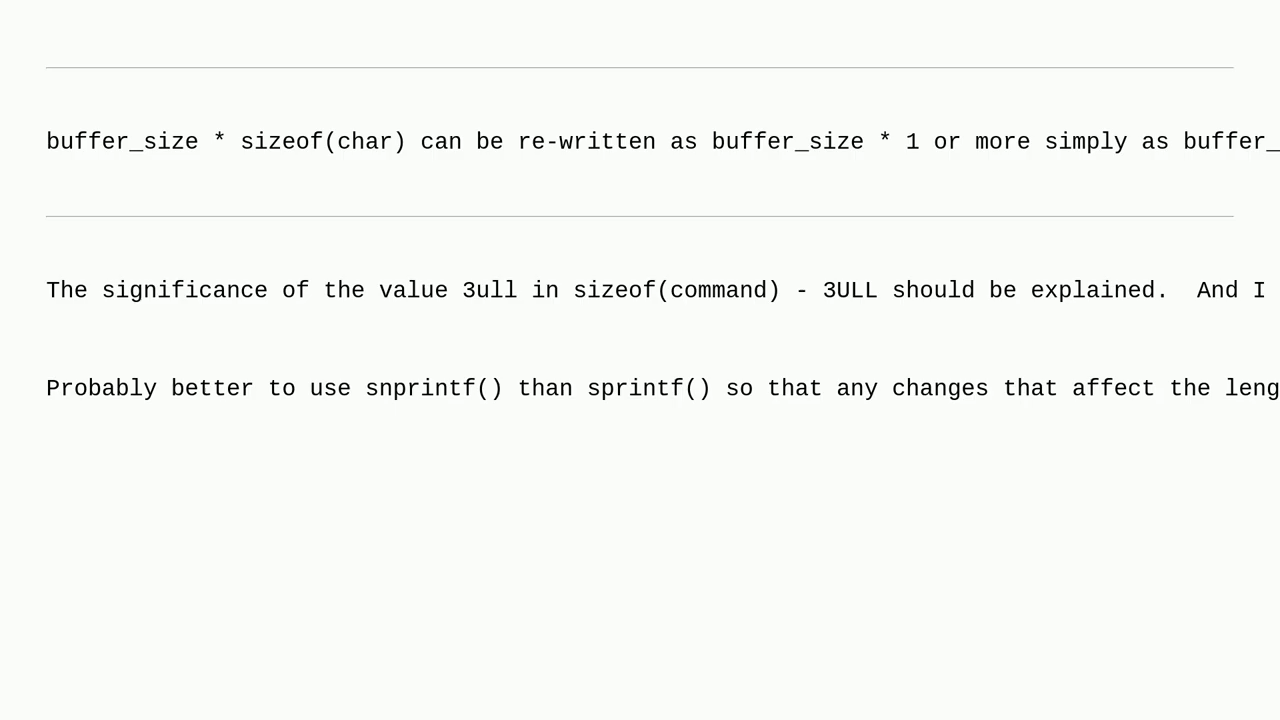 buffer_size * sizeof(char) can be re-written as buffer_size * 1 or more simply as buffer_
The significance of the value 3ull in sizeof(command) - 3ULL should be explained.  And I
Probably better to use snprintf() than sprintf() so that any changes that affect the leng